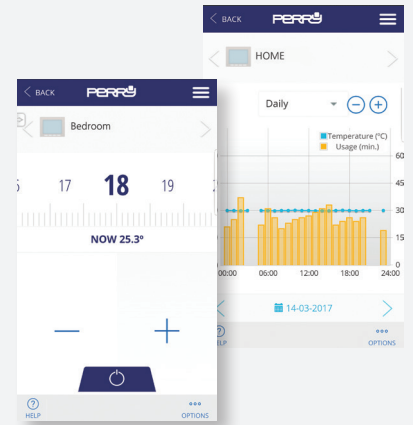 < BACK PERRY
HOME
Daily
Temperature (°C)
Usage (min.)
60
45
30
15
0
00:00 06:00 12:00 18:00 24:00
14-03-2017
OPTIONS
< BACK PERRY
Bedroom
17 18 19
NOW 25.3°
HELP
OPTIONS